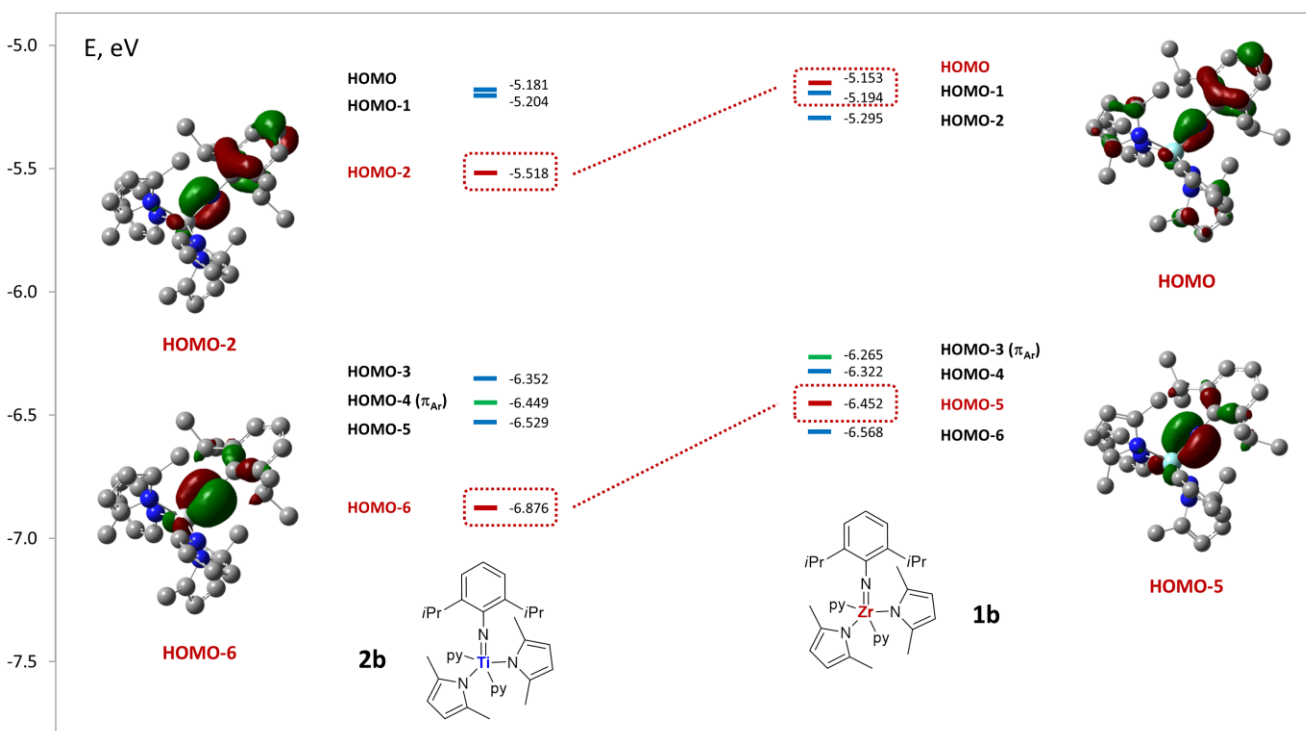 E, eV
-5.0
-5.5
-6.0
-6.5
-7.0
-7.5
HOMO
-5.181
HOMO-1
-5.204
HOMO-2
-5.518
HOMO-2
HOMO-3
-6.352
HOMO-4 (πAr)
-6.449
HOMO-5
-6.529
HOMO-6
-6.876
HOMO-6
iPr
iPr
N
py
Ti
N
N
py
2b
-5.153
HOMO
-5.194
HOMO-1
-5.295
HOMO-2
HOMO
-6.265
HOMO-3 (πAr)
-6.322
HOMO-4
-6.452
HOMO-5
-6.568
HOMO-6
HOMO-5
iPr
iPr
N
py
Zr
N
N
py
1b